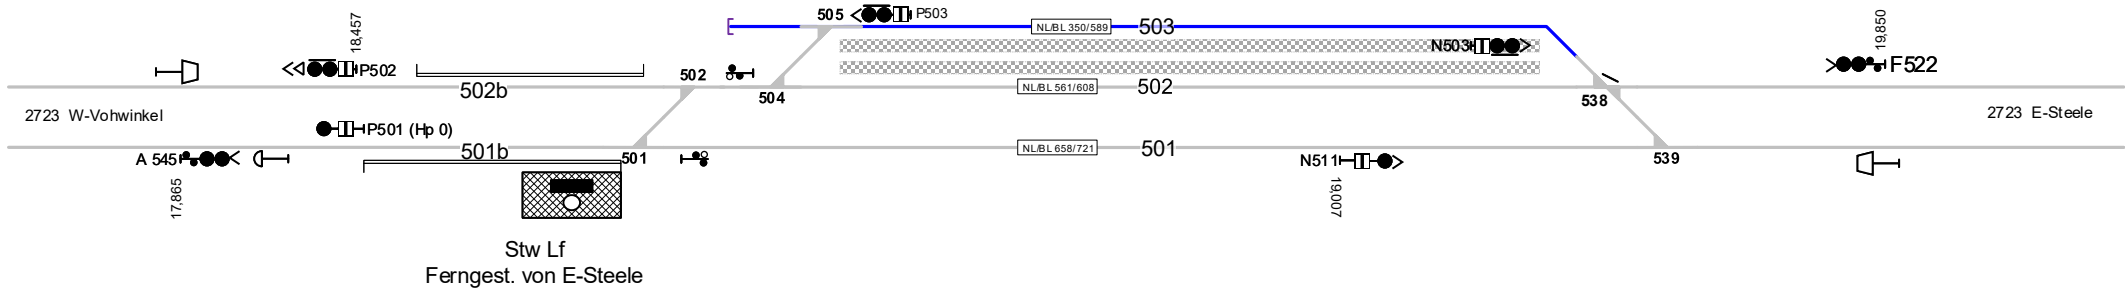 505
P503
NL/BL 350/589
503
18,457
19,850
N503
P502
502
F522
502b
504
NL/BL 561/608
502
538
2723 W-Vohwinkel
2723 E-Steele
P501 (Hp 0)
501b
NL/BL 658/721
501
A 545
501
N511
539
17,865
19,007
Stw Lf
Ferngest. von E-Steele